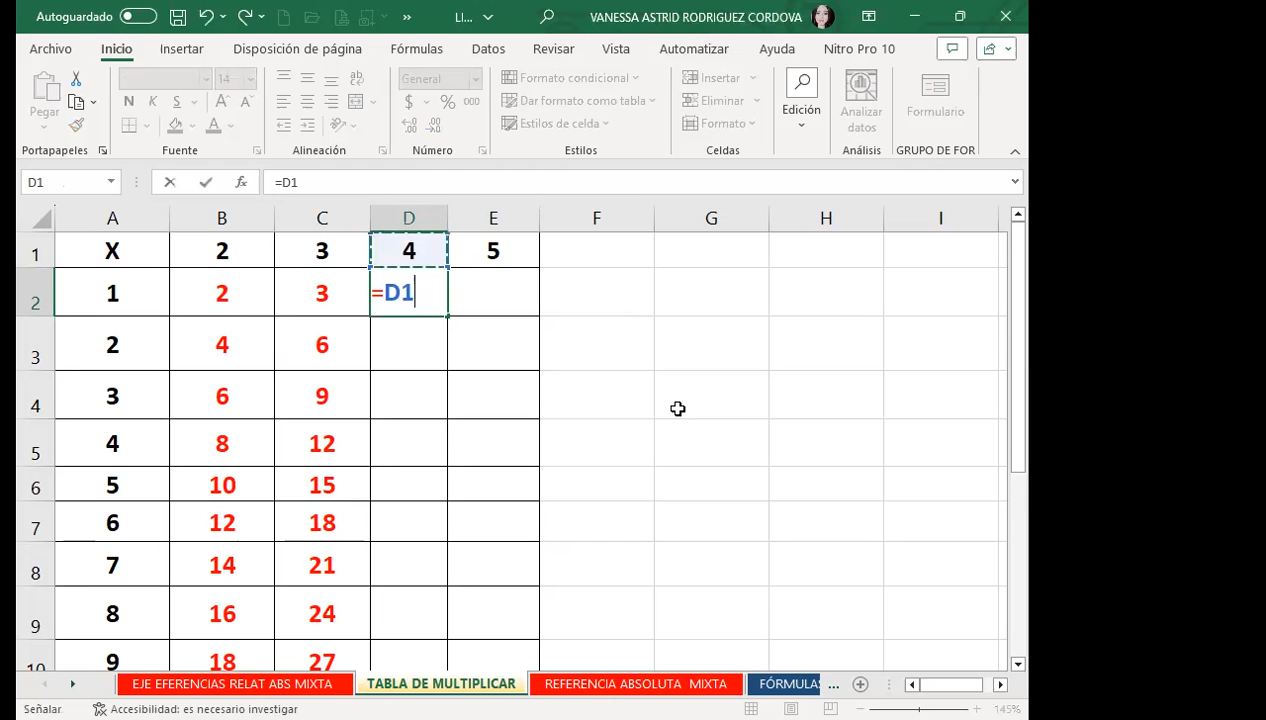 Autoguardado
LI...
VANESSA ASTRID RODRIGUEZ CORDOVA
Archivo Inicio Insertar Disposición de página Fórmulas Datos Revisar Vista Automatizar Ayuda Nitro Pro 10
Pegar
Portapapeles
14
N K S A A
A
Fuente
Alineación
General
$ % 000
Número
Formato condicional
Dar formato como tabla
Estilos de celda
Estilos
Insertar
Eliminar
Formato
Celdas
Edición
Analizar datos
Análisis
Formulario
GRUPO DE FOR
D1 fx =D1
A B C D E F G H I
1 X 2 3 4 5
2 1 2 3 =D1
3 2 4 6
4 3 6 9
5 4 8 12
6 5 10 15
7 6 12 18
8 7 14 21
9 8 16 24
10 9 18 27
EJE EFERENCIAS RELAT ABS MIXTA TABLA DE MULTIPLICAR REFERENCIA ABSOLUTA MIXTA FÓRMULAS ...
Señalar Accesibilidad: es necesario investigar 145%